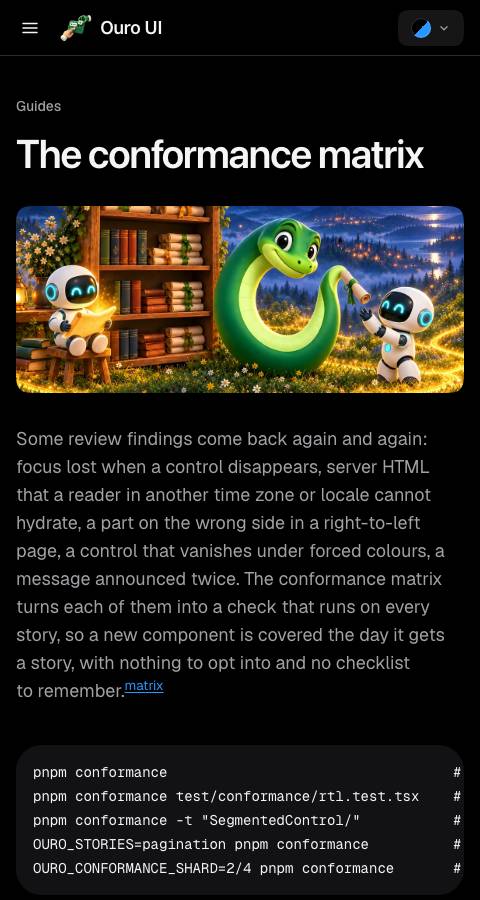 Ouro UI
Guides
The conformance matrix
Some review findings come back again and again:
focus lost when a control disappears, server HTML
that a reader in another time zone or locale cannot
hydrate, a part on the wrong side in a right-to-left
page, a control that vanishes under forced colours, a
message announced twice. The conformance matrix
turns each of them into a check that runs on every
story, so a new component is covered the day it gets
a story, with nothing to opt into and no checklist
to remember.matrix
pnpm conformance #
pnpm conformance test/conformance/rtl.test.tsx #
pnpm conformance -t "SegmentedControl/" #
OURO_STORIES=pagination pnpm conformance #
OURO_CONFORMANCE_SHARD=2/4 pnpm conformance #